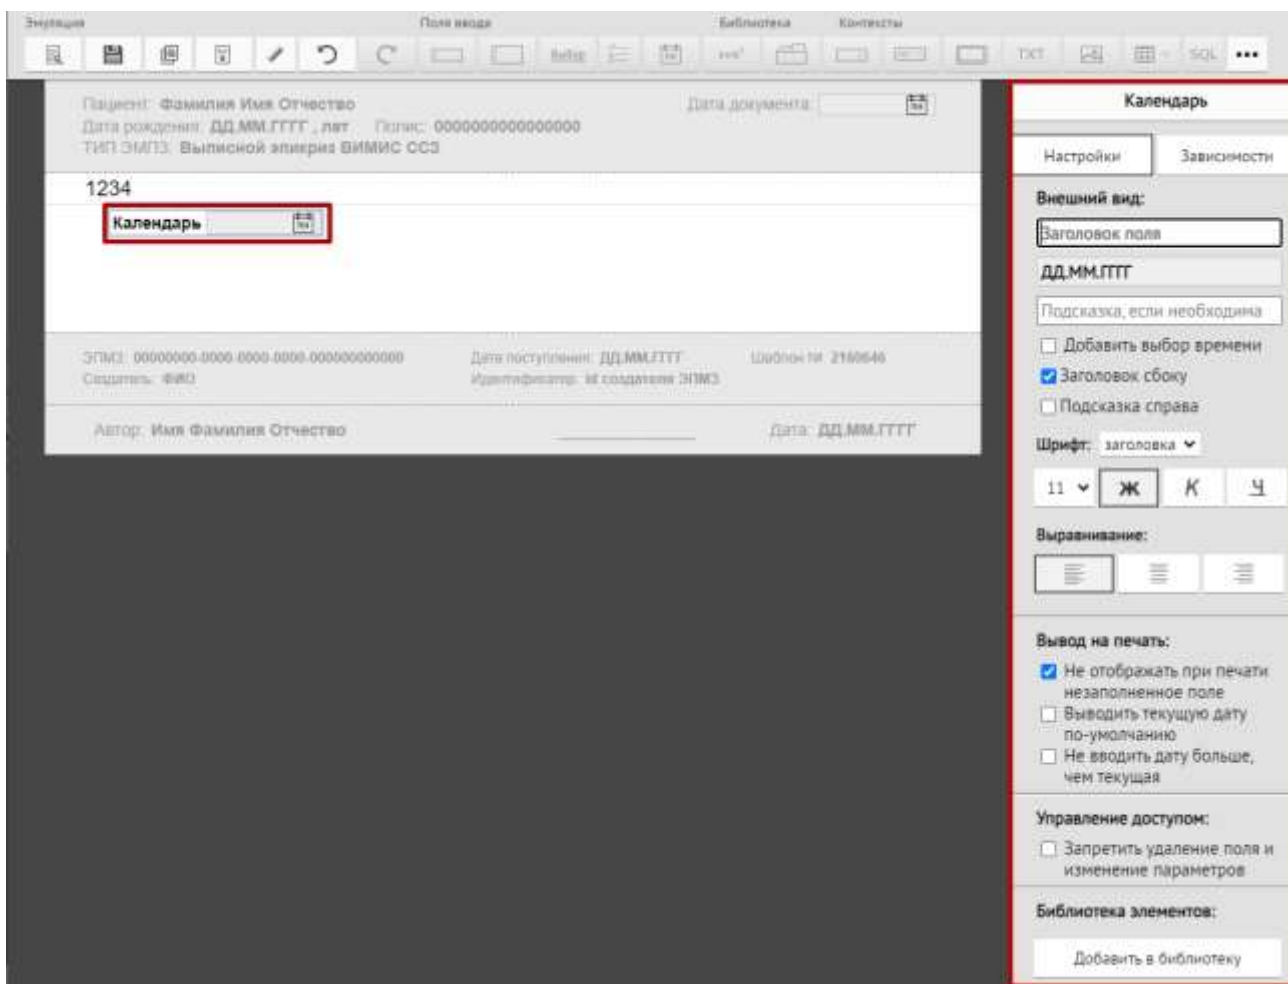 Эмуляция Поля ввода Библиотека Контексты
Выбор TXT SQL
Пациент: Фамилия Имя Отчество Дата документа:
Дата рождения: ДД.ММ.ГГГГ , лет Полис: 0000000000000000
ТИП ЭМПЗ: Выписной эпикриз ВИМИС ССЗ
1234
Календарь
ЭПМЗ: 00000000-0000-0000-0000-000000000000 Дата поступления: ДД.ММ.ГГГГ Шаблон № 2160646
Создатель: ФИО Идентификатор: id создателя ЭПМЗ
Автор: Имя Фамилия Отчество Дата: ДД.ММ.ГГГГ
Календарь
Настройки Зависимости
Внешний вид:
Заголовок поля
ДД.ММ.ГГГГ
Подсказка, если необходима
Добавить выбор времени
Заголовок сбоку
Подсказка справа
Шрифт: заголовка
11 Ж К Ч
Выравнивание:
Вывод на печать:
Не отображать при печати
незаполненное поле
Выводить текущую дату
по-умолчанию
Не вводить дату больше,
чем текущая
Управление доступом:
Запретить удаление поля и
изменение параметров
Библиотека элементов:
Добавить в библиотеку